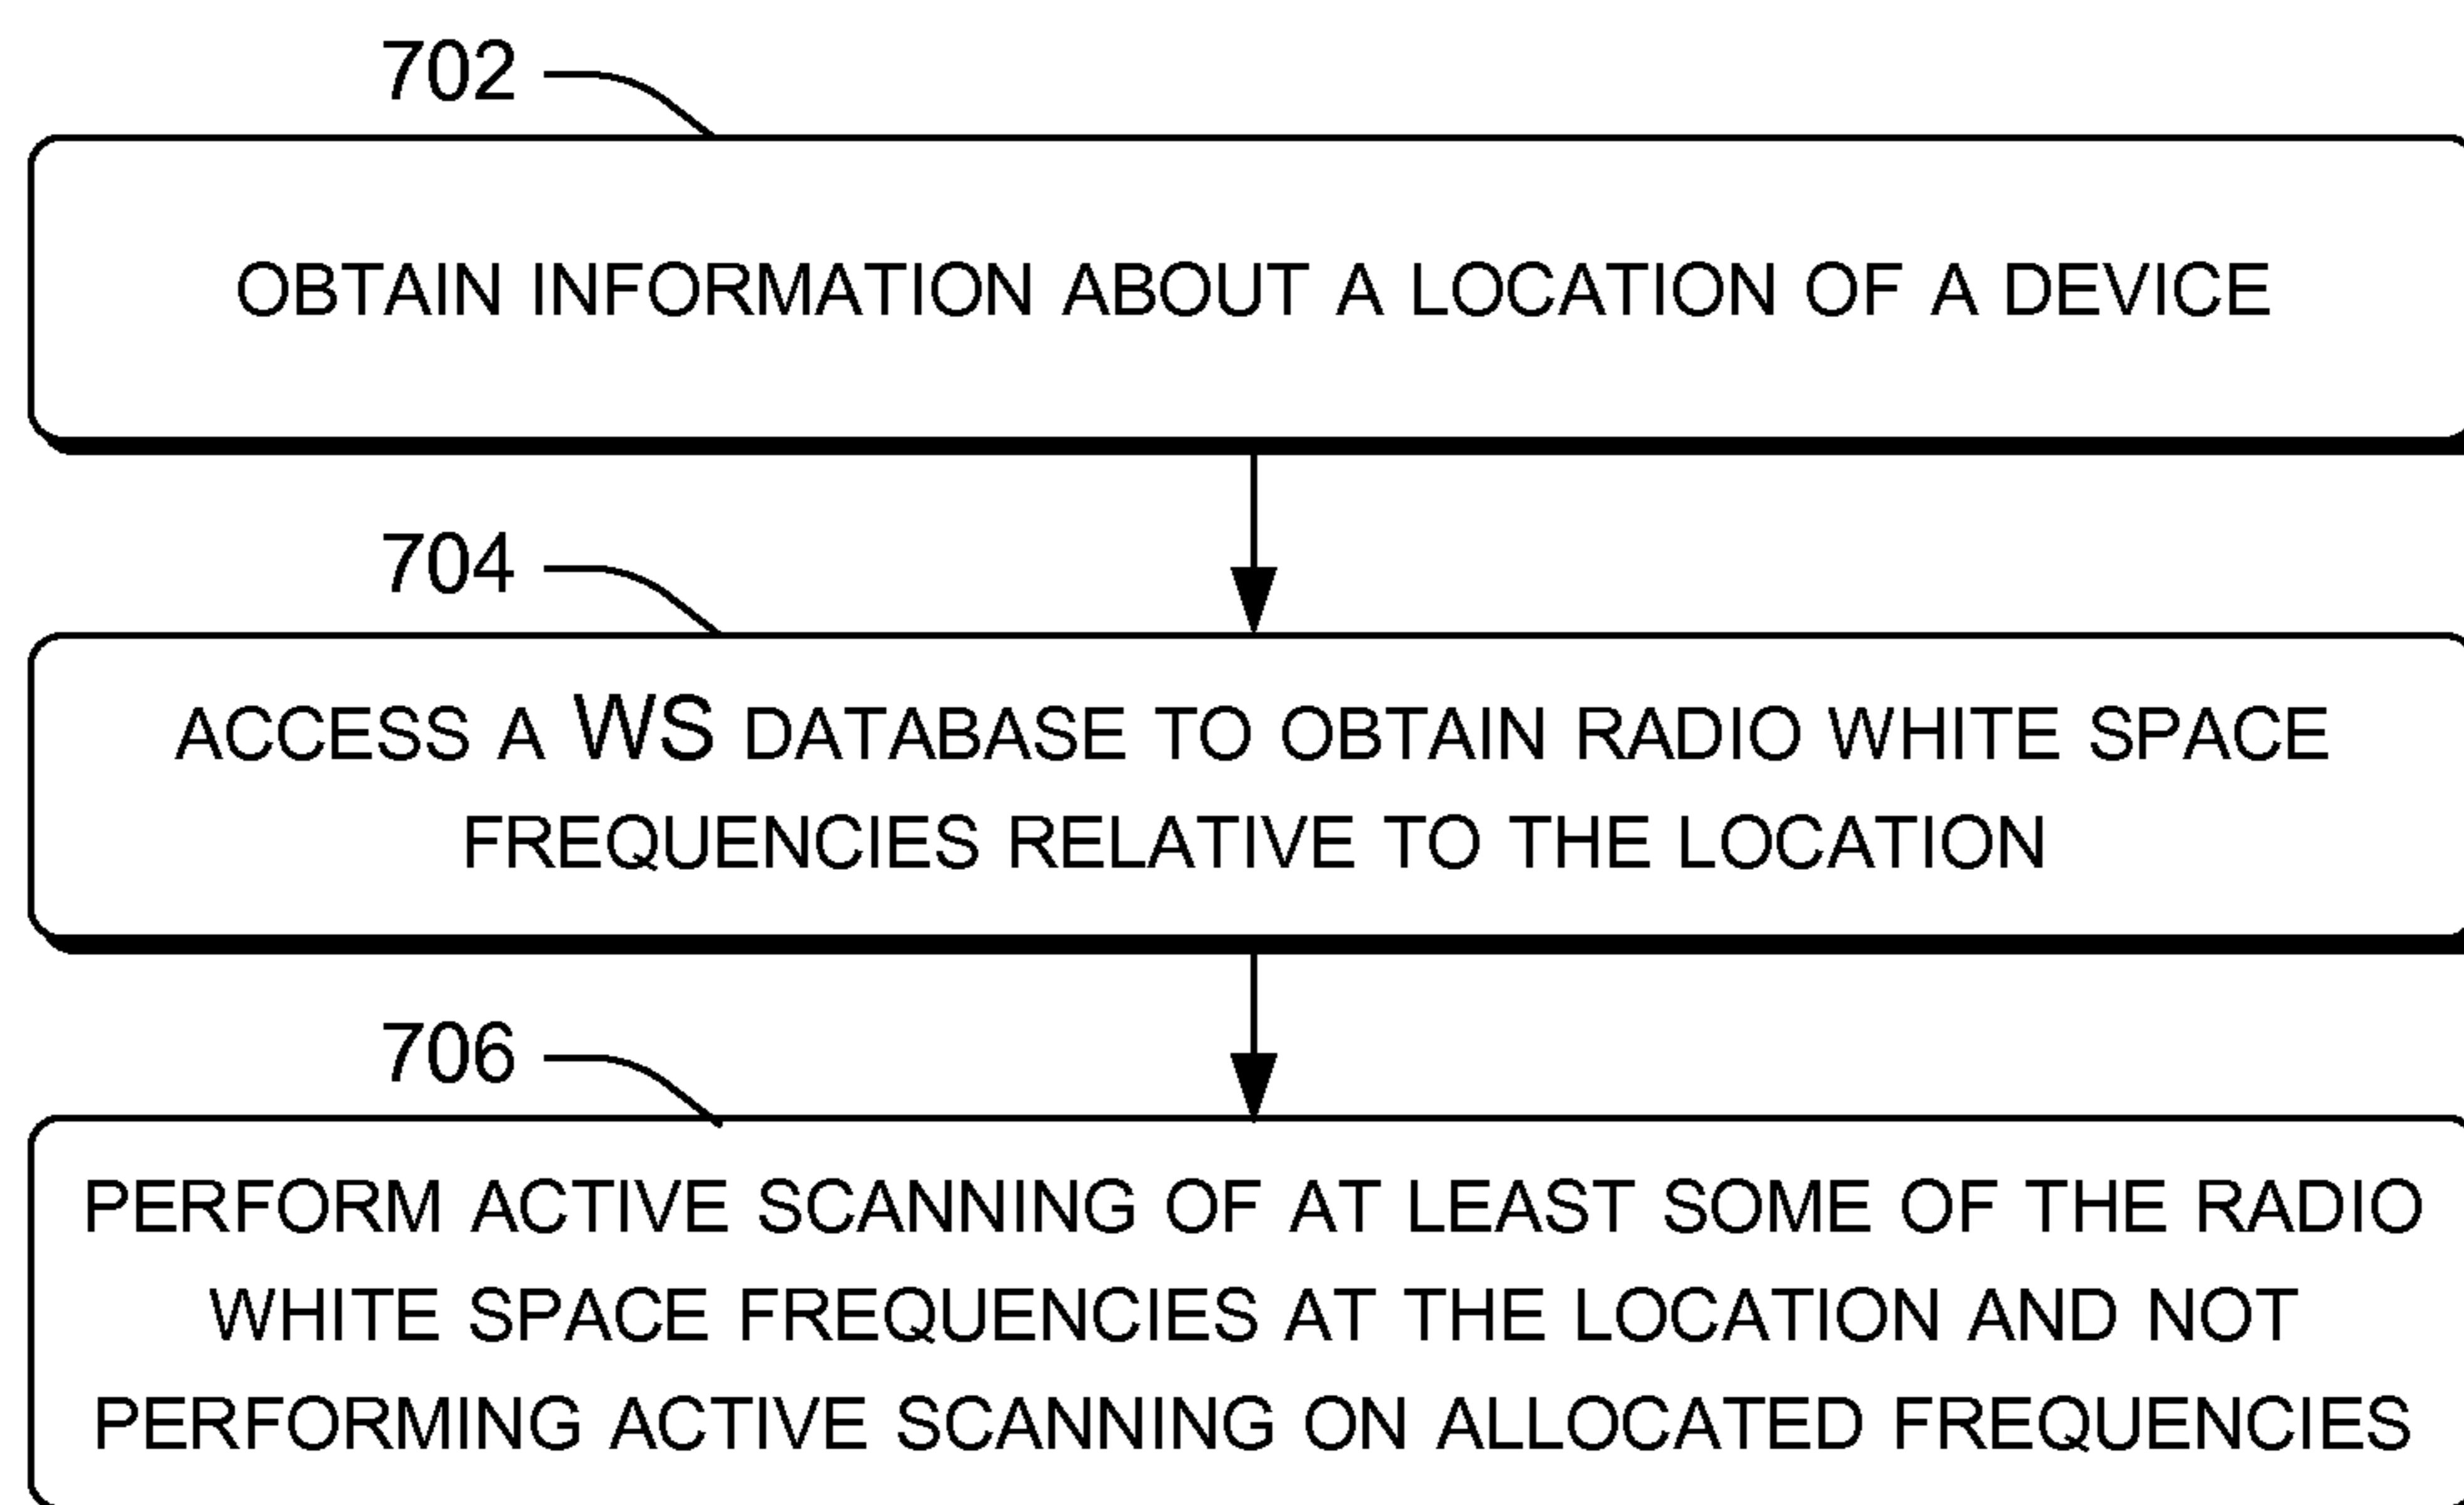 702
OBTAIN INFORMATION ABOUT A LOCATION OF A DEVICE
704
ACCESS A WS DATABASE TO OBTAIN RADIO WHITE SPACE
FREQUENCIES RELATIVE TO THE LOCATION
706
PERFORM ACTIVE SCANNING OF AT LEAST SOME OF THE RADIO
WHITE SPACE FREQUENCIES AT THE LOCATION AND NOT
PERFORMING ACTIVE SCANNING ON ALLOCATED FREQUENCIES